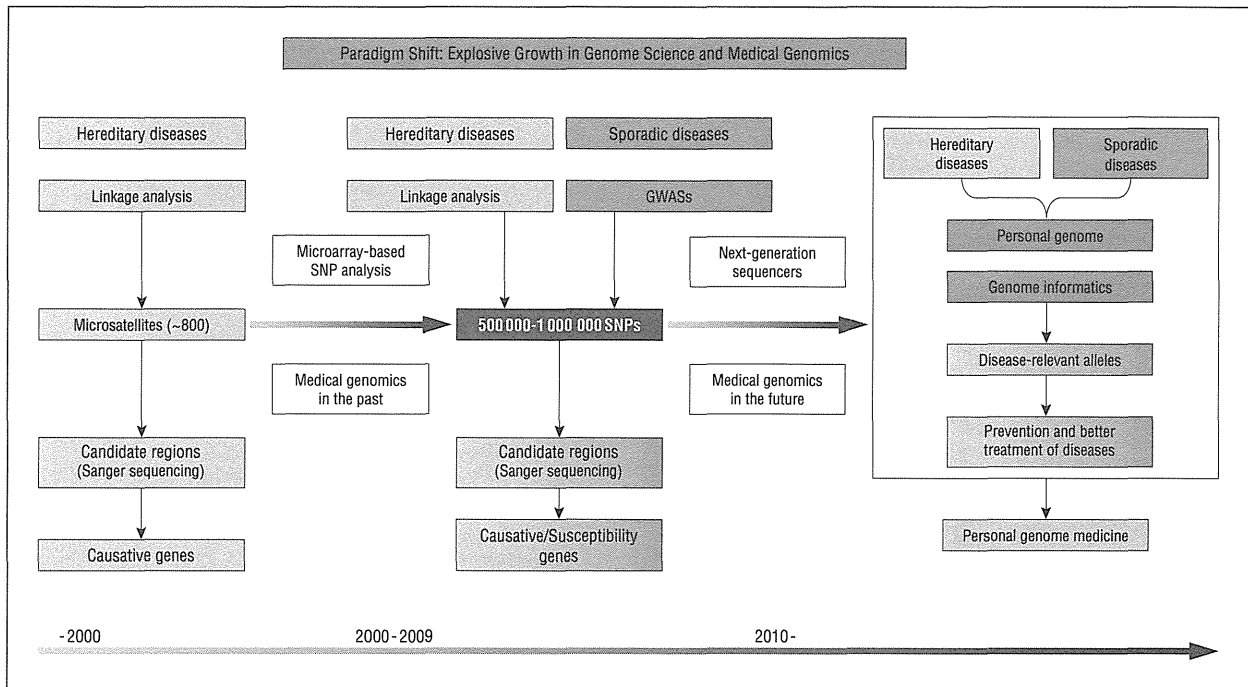 Paradigm Shift: Explosive Growth in Genome Science and Medical Genomics
Hereditary diseases
Linkage analysis
Microsatellites (~800)
Candidate regions
(Sanger sequencing)
Causative genes
Microarray-based
SNP analysis
Medical genomics
in the past
Hereditary diseases
Sporadic diseases
Linkage analysis
GWASs
500 000-1 000 000 SNPs
Candidate regions
(Sanger sequencing)
Causative/Susceptibility
genes
Next-generation
sequencers
Medical genomics
in the future
Hereditary
diseases
Sporadic
diseases
Personal genome
Genome informatics
Disease-relevant alleles
Prevention and better
treatment of diseases
Personal genome medicine
-2000
2000-2009
2010-